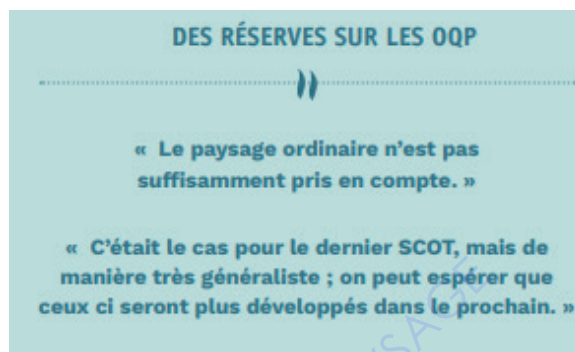 DES RÉSERVES SUR LES OQP
« Le paysage ordinaire n'est pas
suffisamment pris en compte. »
« C'était le cas pour le dernier SCOT, mais de
manière très généraliste ; on peut espérer que
ceux ci seront plus développés dans le prochain. »